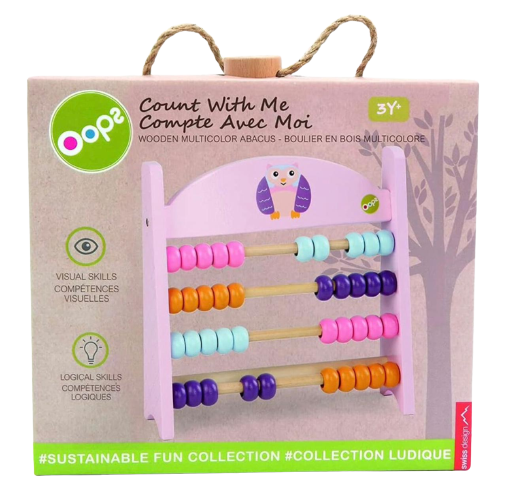 Oops
Count With Me
Compte Avec Moi
3Y+
WOODEN MULTICOLOR ABACUS - BOULIER EN BOIS MULTICOLORE
Oops
VISUAL SKILLS
COMPÉTENCES
VISUELLES
LOGICAL SKILLS
COMPÉTENCES
LOGIQUES
swiss design
#SUSTAINABLE FUN COLLECTION #COLLECTION LUDIQUE